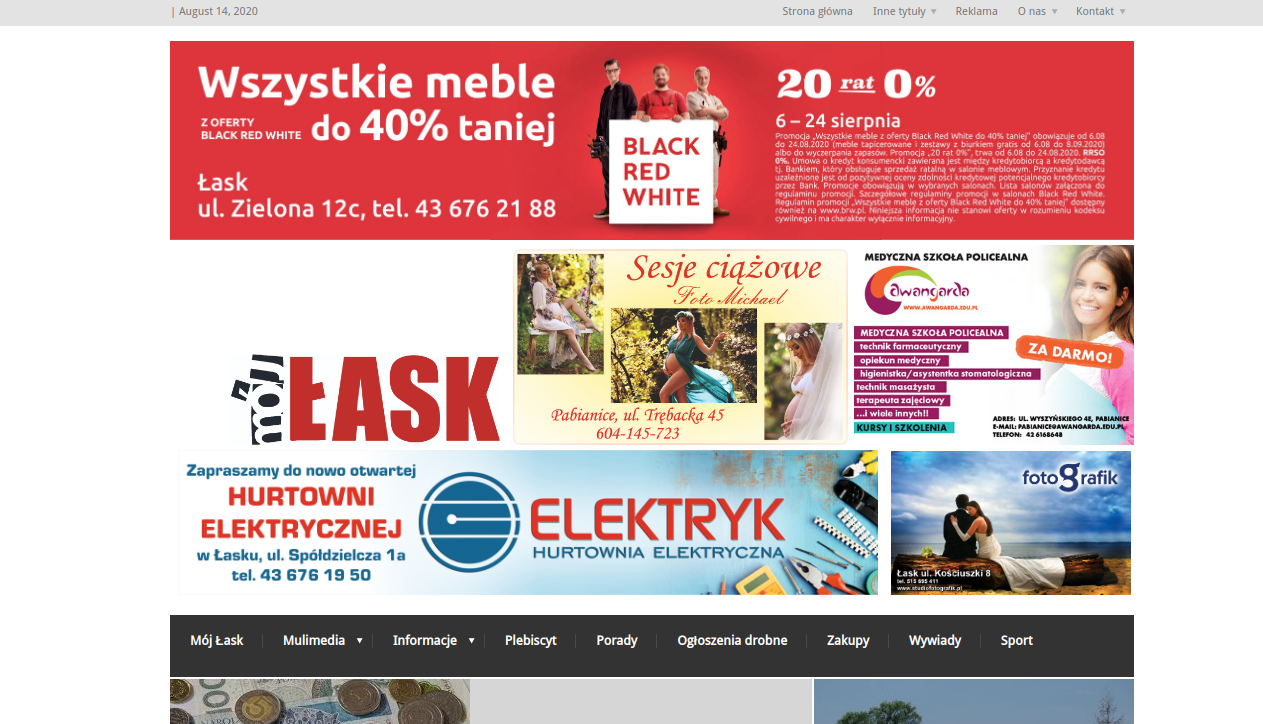 | August 14, 2020
Strona główna Inne tytuły Reklama O nas Kontakt
Wszystkie meble
Z OFERTY
BLACK RED WHITE do 40% taniej
Łask
ul. Zielona 12c, tel. 43 676 21 88
BLACK
RED
WHITE
20 rat 0%
6 – 24 sierpnia
Promocja „Wszystkie meble z oferty Black Red White do 40% taniej” obowiązuje od 6.08
do 24.08.2020 (meble tapicerowane i zestawy z biurkiem gratis od 6.08 do 8.09.2020)
albo do wyczerpania zapasów. Promocja „20 rat 0%”, trwa od 6.08 do 24.08.2020. RRSO
0%. Umowa o kredyt konsumencki zawierana jest między kredytobiorcą a kredytodawcą
tj. Bankiem, który obsługuje sprzedaż ratalną w salonie meblowym. Przyznanie kredytu
uzależnione jest od pozytywnej oceny zdolności kredytowej potencjalnego kredytobiorcy
przez Bank. Promocje obowiązują w wybranych salonach. Lista salonów załączona do
regulaminu promocji. Szczegółowe regulaminy promocji w salonach Black Red White.
Regulamin promocji „Wszystkie meble z oferty Black Red White do 40% taniej” dostępny
również na www.brw.pl. Niniejsza informacja nie stanowi oferty w rozumieniu kodeksu
cywilnego i ma charakter wyłącznie informacyjny.
mój ŁASK
Sesje ciążowe
Foto Michael
Pabianice, ul. Trębacka 45
604-145-723
MEDYCZNA SZKOŁA POLICEALNA
awangarda
WWW.AWANGARDA.EDU.PL
MEDYCZNA SZKOŁA POLICEALNA
technik farmaceutyczny
opiekun medyczny
higienistka/asystentka stomatologiczna
technik masażysta
terapeuta zajęciowy
...i wiele innych!!
KURSY I SZKOLENIA
ZA DARMO!
ADRES: UL. WYSZYŃSKIEGO 4E, PABIANICE
E-MAIL: PABIANICE@AWANGARDA.EDU.PL
TELEFON: 42 6168648
Zapraszamy do nowo otwartej
HURTOWNI
ELEKTRYCZNEJ
w Łasku, ul. Spółdzielcza 1a
tel. 43 676 19 50
ELEKTRYK
HURTOWNIA ELEKTRYCZNA
fotoGrafik
Łask ul. Kościuszki 8
tel. 515 695 411
www.studiofotografik.pl
Mój Łask Mulimedia Informacje Plebiscyt Porady Ogłoszenia drobne Zakupy Wywiady Sport